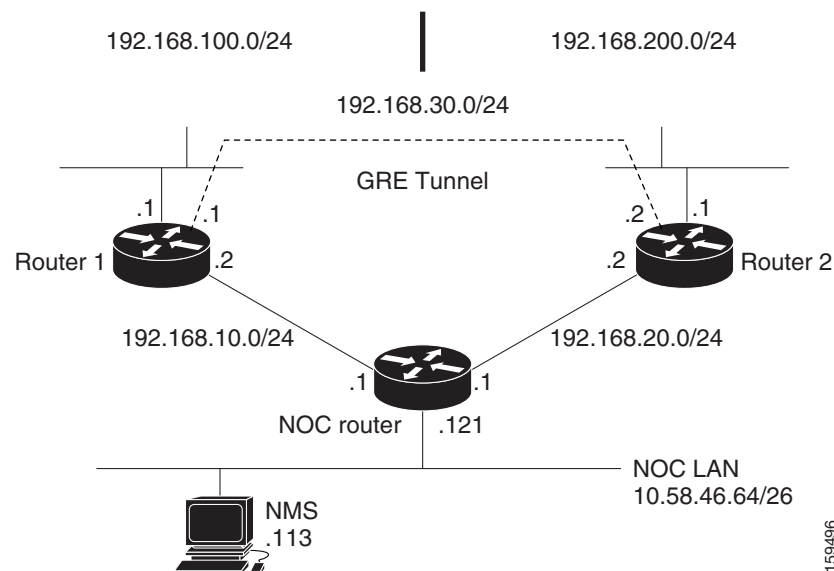 192.168.100.0/24
192.168.200.0/24
192.168.30.0/24
GRE Tunnel
.1
.1
.2
.1
Router 1
.2
.2
Router 2
192.168.10.0/24
192.168.20.0/24
.1
.1
NOC router
.121
NOC LAN
10.58.46.64/26
NMS
.113
159496